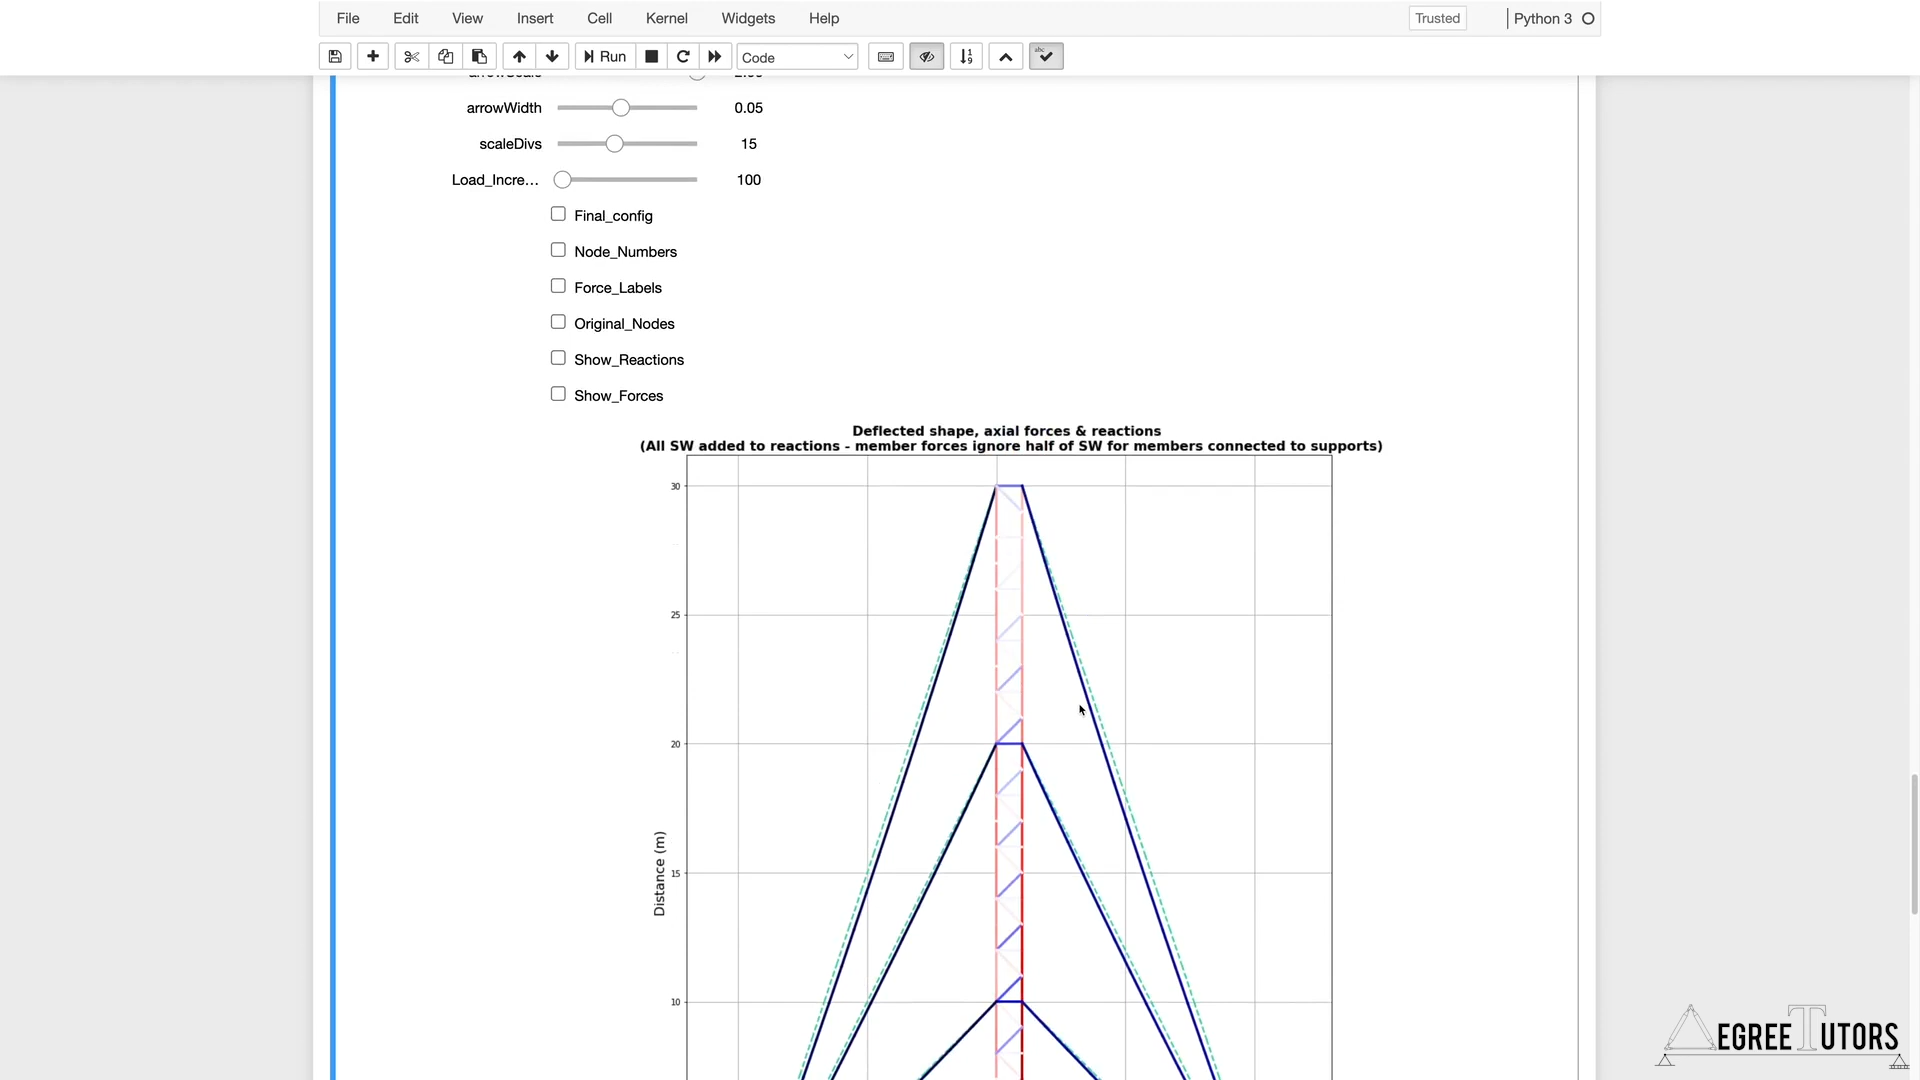 File Edit View Insert Cell Kernel Widgets Help Trusted Python 3
Run Code
arrowWidth 0.05
scaleDivs 15
Load_Incre... 100
Final_config
Node_Numbers
Force_Labels
Original_Nodes
Show_Reactions
Show_Forces
Deflected shape, axial forces & reactions
(All SW added to reactions - member forces ignore half of SW for members connected to supports)
30
25
20
15
10
Distance (m)
DEGREE TUTORS